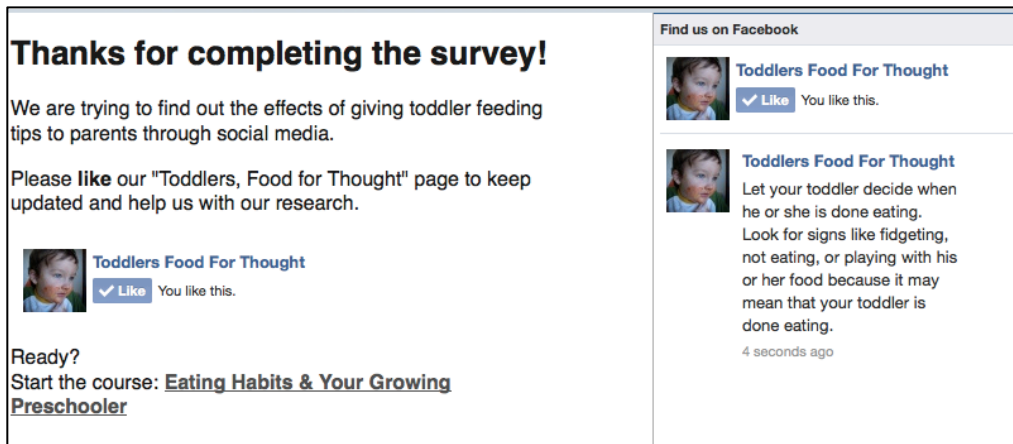 Thanks for completing the survey!
We are trying to find out the effects of giving toddler feeding
tips to parents through social media.
Please like our "Toddlers, Food for Thought" page to keep
updated and help us with our research.
Toddlers Food For Thought
Like You like this.
Ready?
Start the course: Eating Habits & Your Growing
Preschooler
Find us on Facebook
Toddlers Food For Thought
Like You like this.
Toddlers Food For Thought
Let your toddler decide when
he or she is done eating.
Look for signs like fidgeting,
not eating, or playing with his
or her food because it may
mean that your toddler is
done eating.
4 seconds ago